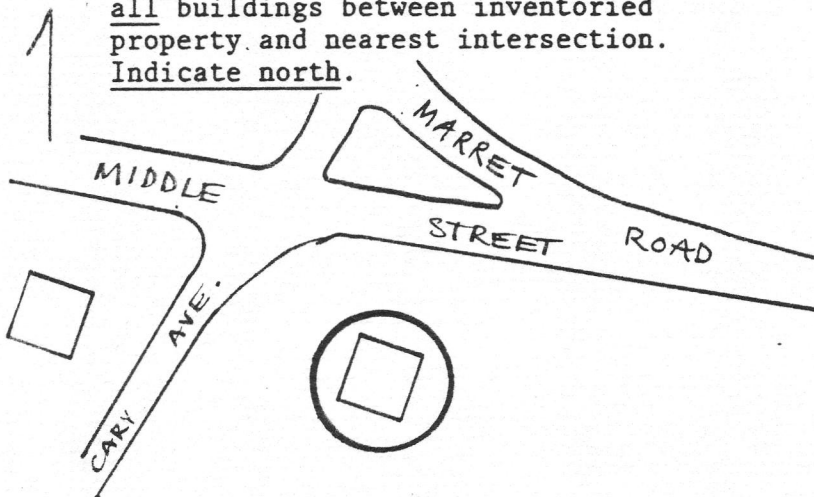 all buildings between inventoried
property and nearest intersection.
Indicate north.
MARRET
MIDDLE
STREET
ROAD
CARY AVE.